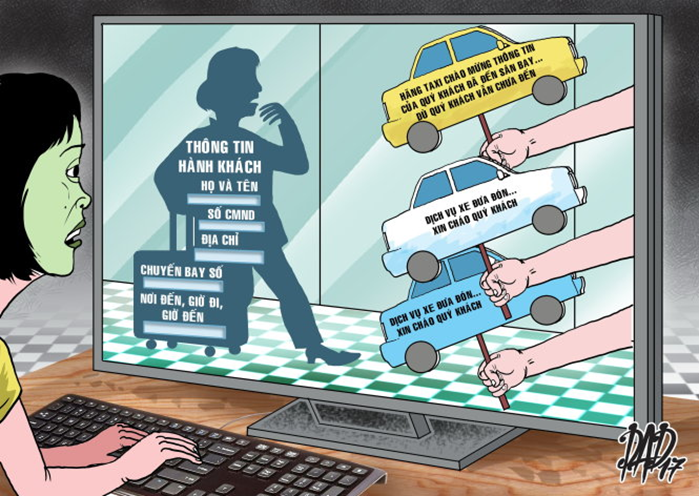 THÔNG TIN
HÀNH KHÁCH
HỌ VÀ TÊN
SỐ CMND
ĐỊA CHỈ
CHUYẾN BAY SỐ
NƠI ĐẾN, GIỜ ĐI,
GIỜ ĐẾN
HÃNG TAXI CHÀO MỪNG THÔNG TIN
CỦA QUÝ KHÁCH ĐÃ ĐẾN SÂN BAY...
DÙ QUÝ KHÁCH VẪN CHƯA ĐẾN
DỊCH VỤ XE ĐƯA ĐÓN...
XIN CHÀO QUÝ KHÁCH
DỊCH VỤ XE ĐƯA ĐÓN...
XIN CHÀO QUÝ KHÁCH
DAD
17